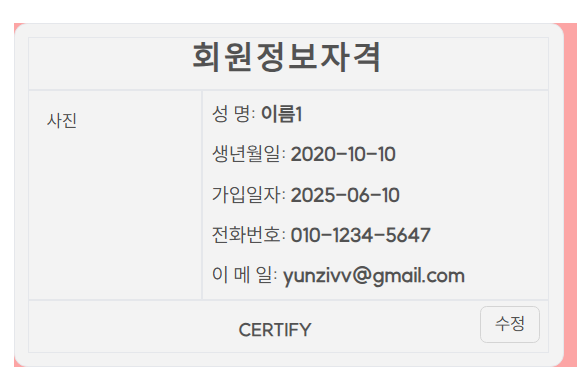 회원정보자격
사진
성 명: 이름1
생년월일: 2020-10-10
가입일자: 2025-06-10
전화번호: 010-1234-5647
이 메 일: yunzivv@gmail.com
CERTIFY
수정